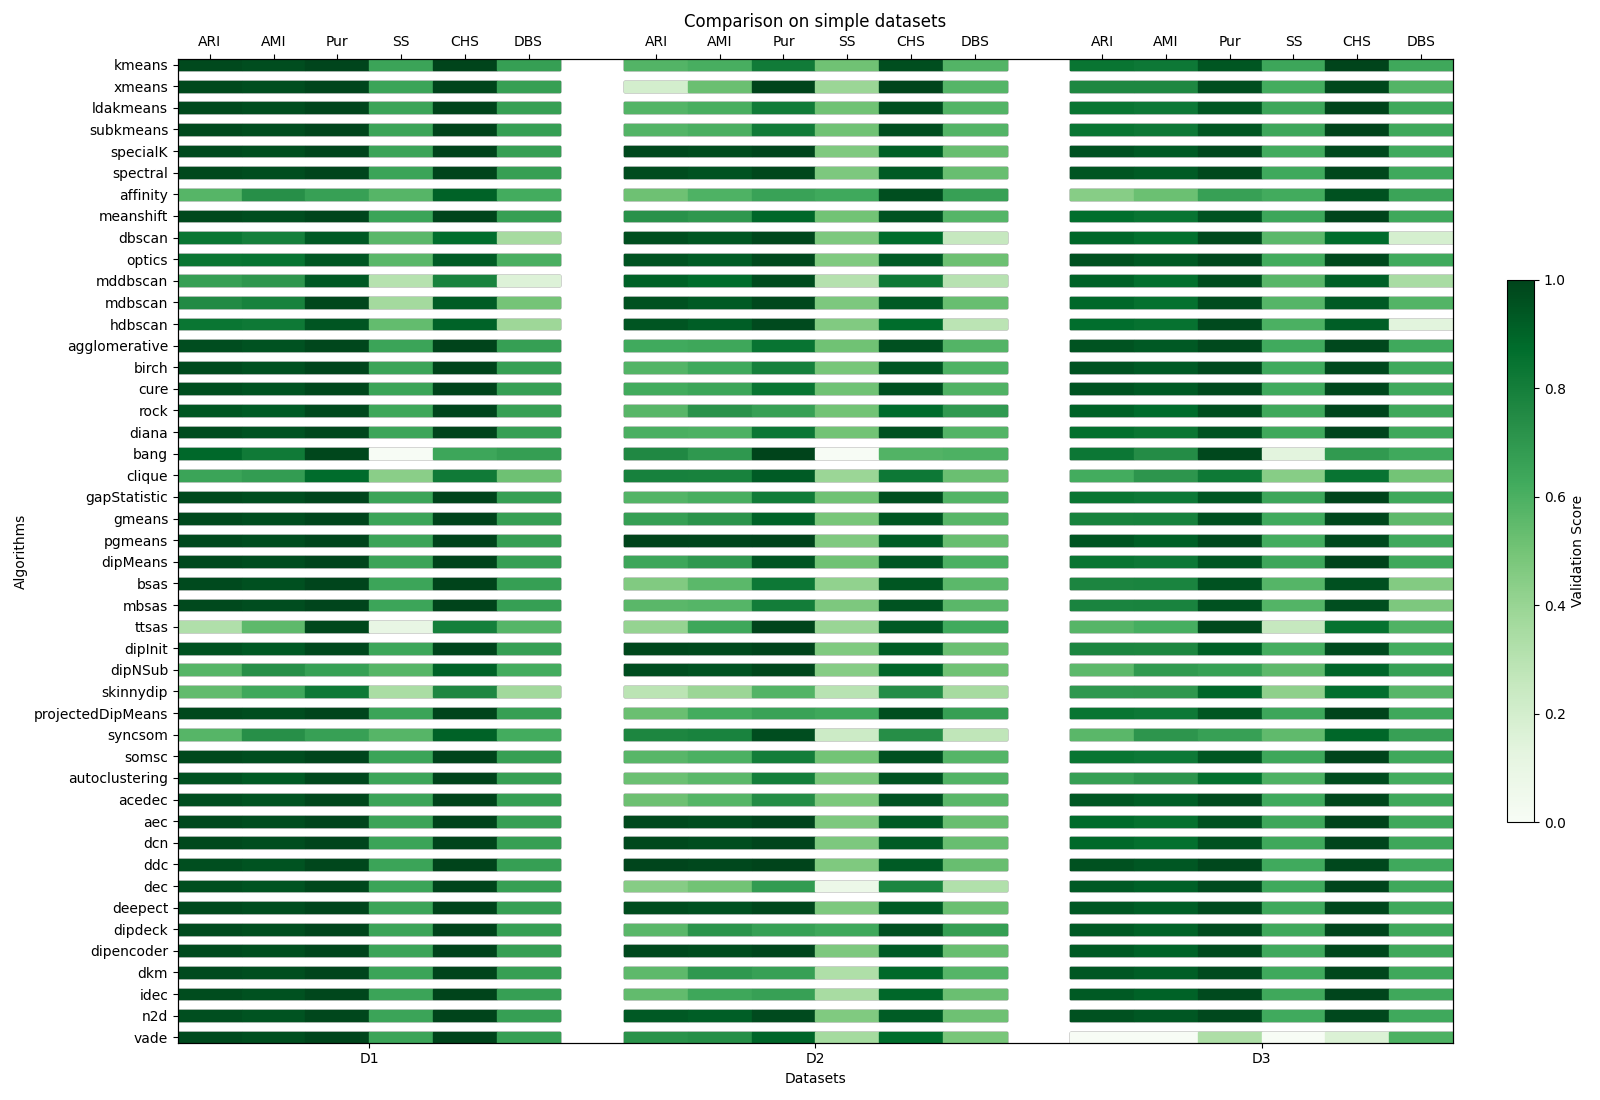 Comparison on simple datasets
ARI AMI Pur SS CHS DBS ARI AMI Pur SS CHS DBS ARI AMI Pur SS CHS DBS
kmeans
xmeans
ldakmeans
subkmeans
specialK
spectral
affinity
meanshift
dbscan
optics
mddbscan
mdbscan
hdbscan
agglomerative
birch
cure
rock
diana
bang
clique
gapStatistic
gmeans
pgmeans
dipMeans
bsas
mbsas
ttsas
dipInit
dipNSub
skinnydip
projectedDipMeans
syncsom
somsc
autoclustering
acedec
aec
dcn
ddc
dec
deepect
dipdeck
dipencoder
dkm
idec
n2d
vade
Algorithms
D1 D2 D3
Datasets
1.0
0.8
0.6
0.4
0.2
0.0
Validation Score